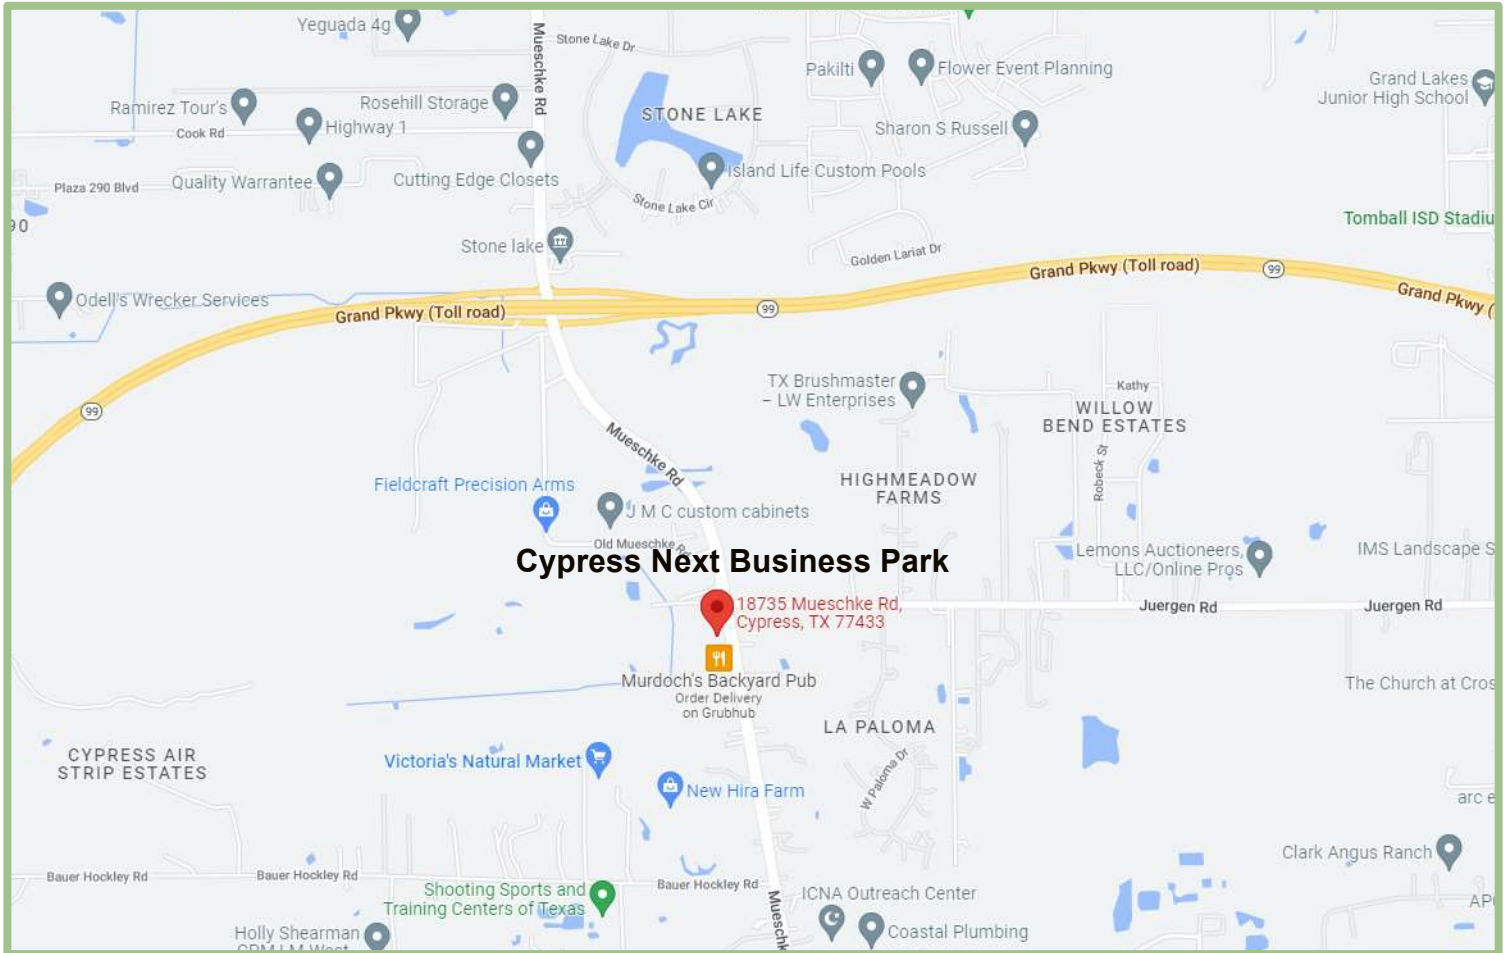 Yeguada 4g
Mueschke Rd
Stone Lake Dr
Pakilti
Flower Event Planning
Grand Lakes
Junior High School
Ramirez Tour's
Rosehill Storage
Highway 1
Cook Rd
STONE LAKE
Sharon S Russell
Plaza 290 Blvd
Quality Warrantee
Cutting Edge Closets
Island Life Custom Pools
Stone Lake Cir
90
Tomball ISD Stadiu
Stone lake
Golden Lariat Dr
Grand Pkwy (Toll road)
99
Odell's Wrecker Services
Grand Pkwy (Toll road)
99
Grand Pkwy (
TX Brushmaster
– LW Enterprises
Kathy
99
WILLOW
BEND ESTATES
Mueschke Rd
Robeck St
Fieldcraft Precision Arms
HIGHMEADOW
FARMS
J M C custom cabinets
Old Mueschke Rd
Cypress Next Business Park
Lemons Auctioneers,
LLC/Online Pros
IMS Landscape S
18735 Mueschke Rd,
Cypress, TX 77433
Juergen Rd
Juergen Rd
Murdoch's Backyard Pub
Order Delivery
on Grubhub
The Church at Cros
LA PALOMA
CYPRESS AIR
STRIP ESTATES
Victoria's Natural Market
W Paloma Dr
New Hira Farm
arc e
Clark Angus Ranch
Bauer Hockley Rd
Bauer Hockley Rd
Shooting Sports and
Training Centers of Texas
Bauer Hockley Rd
ICNA Outreach Center
Mueschk
APO
Holly Shearman
Coastal Plumbing